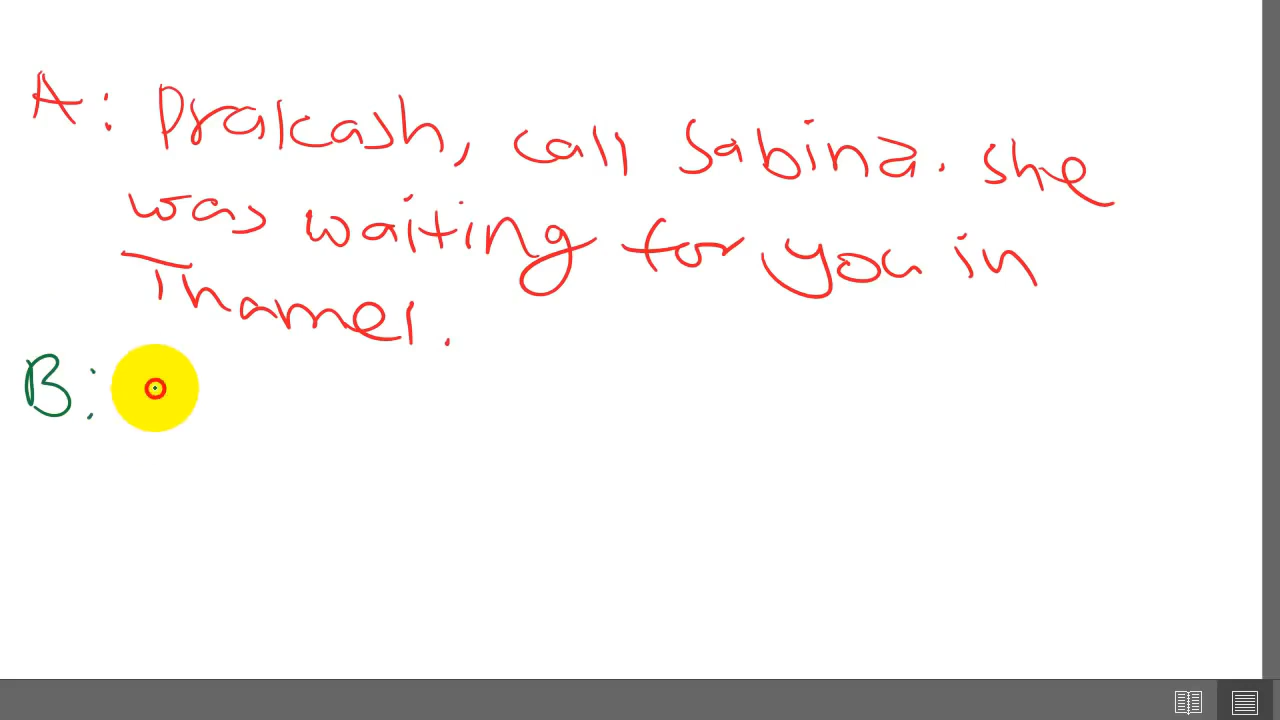 A: Prakash, call Sabina. she
was waiting for you in
Thamel.
B: